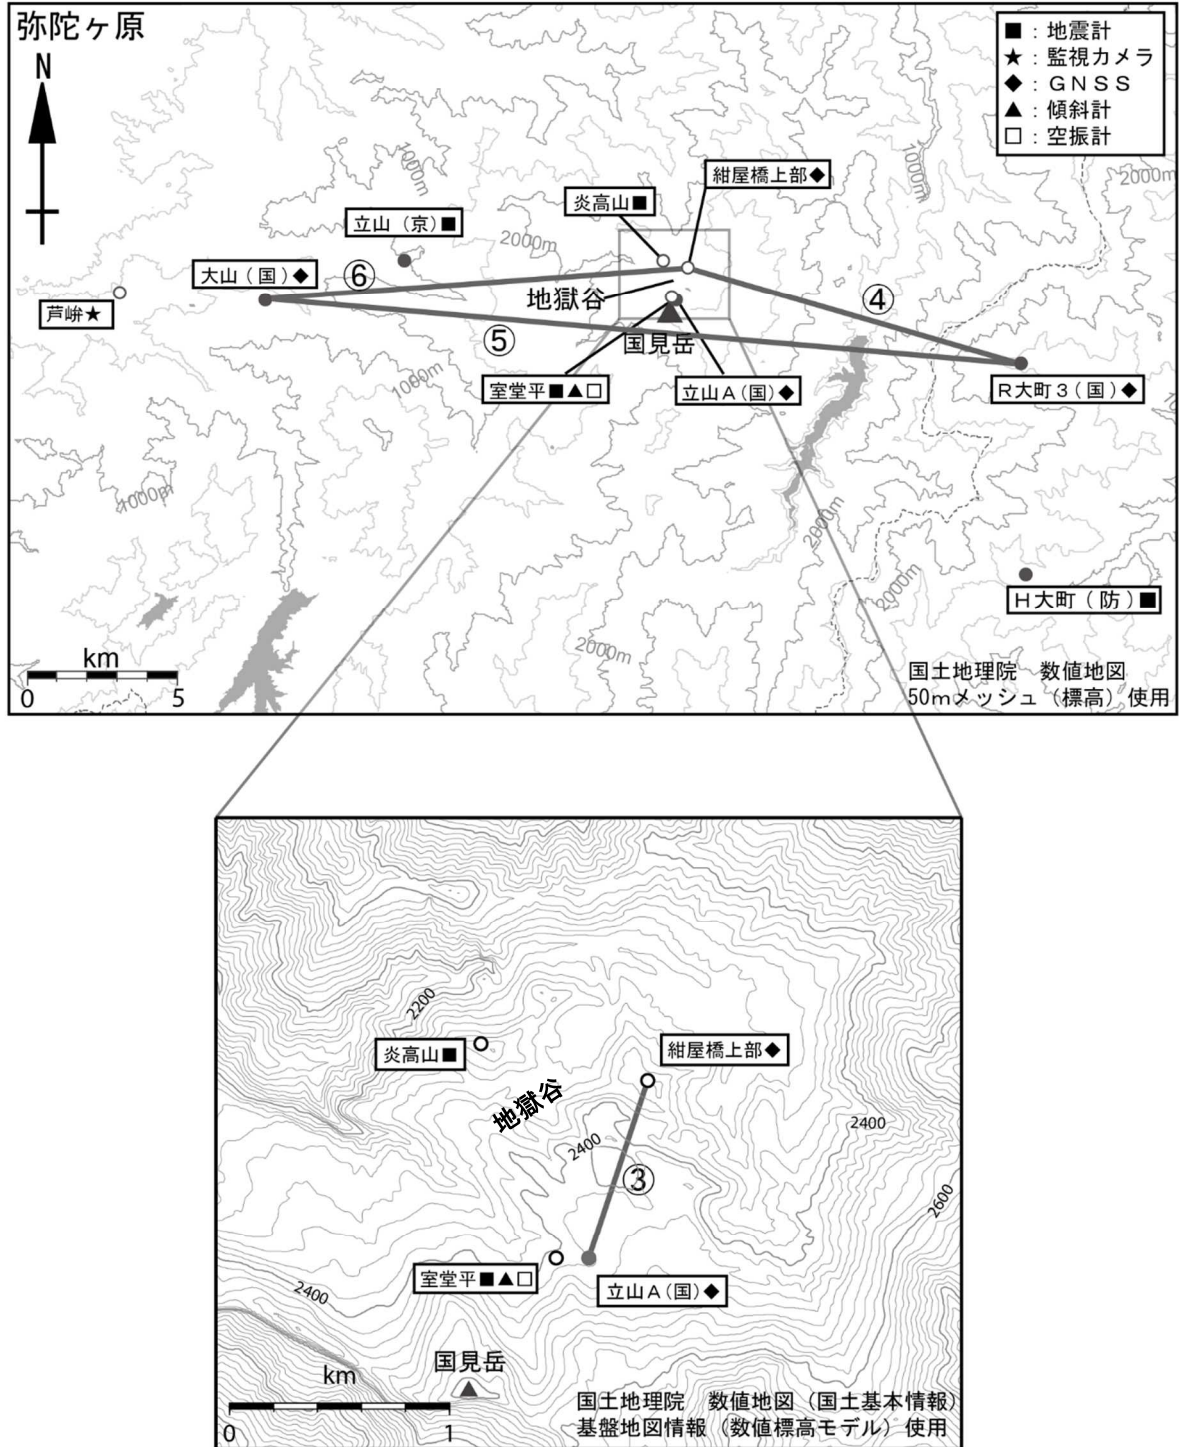 弥陀ヶ原
N
■：地震計
★：監視カメラ
◆：ＧＮＳＳ
▲：傾斜計
□：空振計
1000m
1000m
2000m
紺屋橋上部◆
炎高山■
立山（京）■
2000m
大山（国）◆
⑥
地獄谷
④
芦峅★
⑤
国見岳
1000m
室堂平■▲□
立山Ａ(国)◆
Ｒ大町３(国)◆
1000m
2000m
2000m
Ｈ大町（防）■
2000m
km
0 5
国土地理院　数値地図
50mメッシュ（標高）使用
2200
炎高山■
紺屋橋上部◆
地獄谷
2400
2400
③
2600
室堂平■▲□
立山Ａ(国)◆
2400
国見岳
km
0 1
国土地理院　数値地図（国土基本情報）
基盤地図情報（数値標高モデル）使用